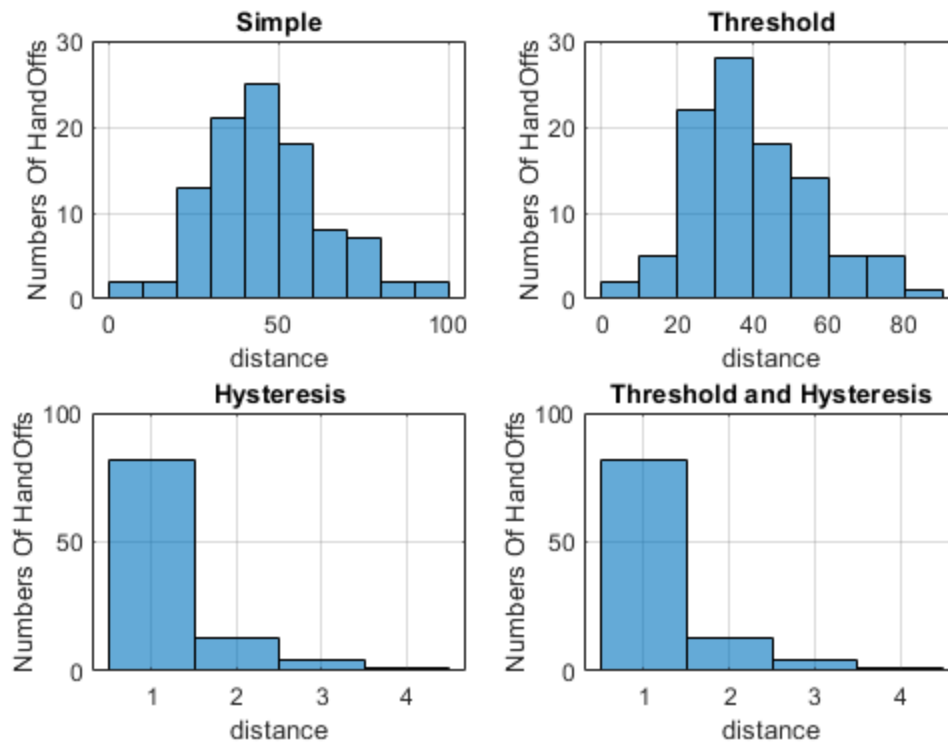 Simple
30
20
10
0
Numbers Of HandOffs
0 50 100
distance
Threshold
30
20
10
0
Numbers Of HandOffs
0 20 40 60 80
distance
Hysteresis
100
50
0
Numbers Of HandOffs
1 2 3 4
distance
Threshold and Hysteresis
100
50
0
Numbers Of HandOffs
1 2 3 4
distance